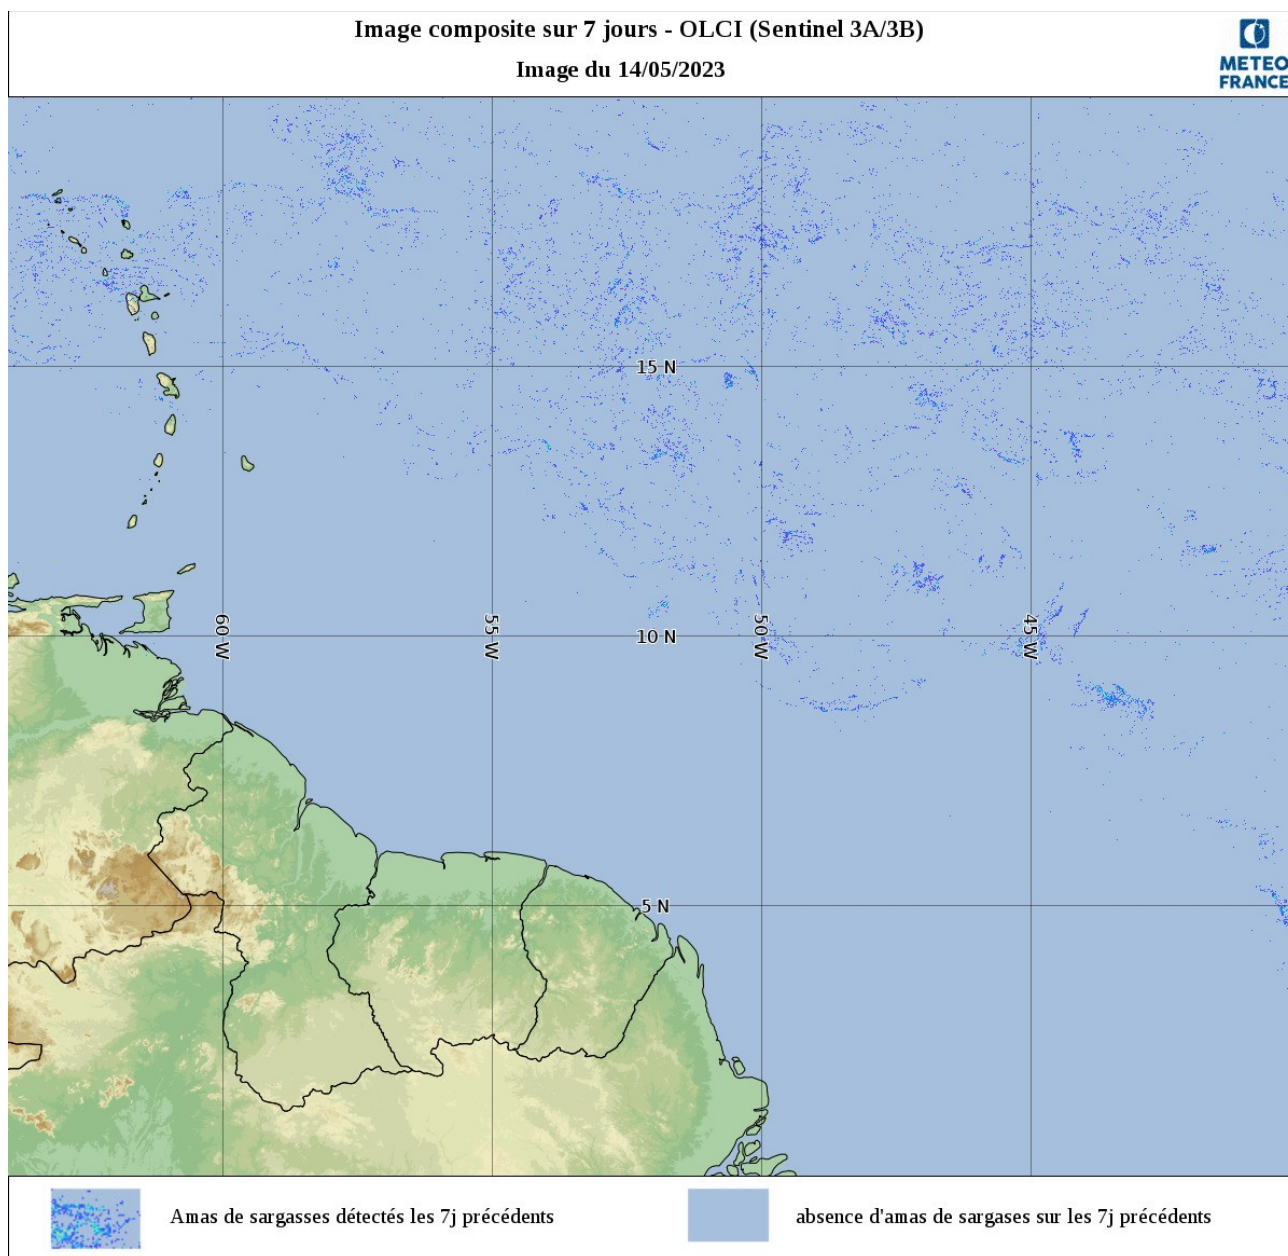 Image composite sur 7 jours - OLCI (Sentinel 3A/3B)
Image du 14/05/2023
METEO
FRANCE
15 N
60 W
55 W
10 N
50 W
45 W
5 N
Amas de sargasses détectés les 7j précédents
absence d'amas de sargases sur les 7j précédents